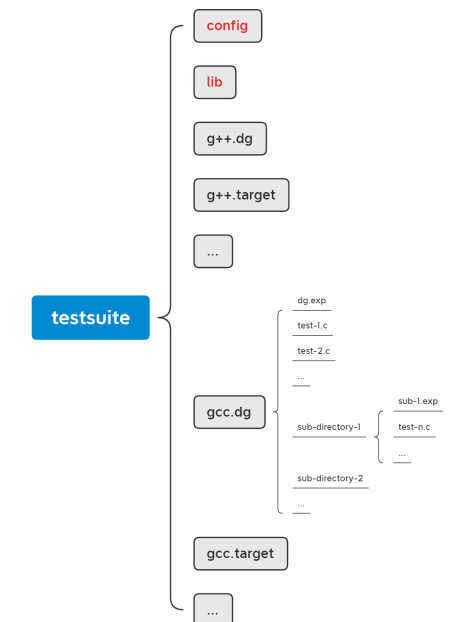 config
lib
g++.dg
g++.target
...
testsuite
gcc.dg
dg.exp
test-1.c
test-2.c
...
sub-directory-1
sub-1.exp
test-n.c
...
sub-directory-2
...
gcc.target
...